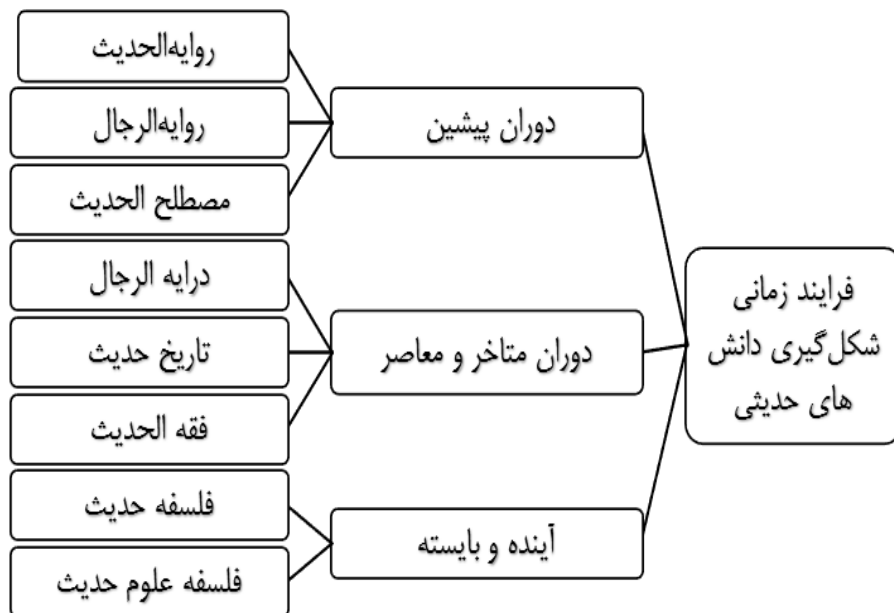 فرایند زمانی
شکل‌گیری دانش
های حدیثی
دوران پیشین
روایه‌الحدیث
روایه‌الرجال
مصطلح الحدیث
دوران متاخر و معاصر
درایه الرجال
تاریخ حدیث
فقه الحدیث
آینده و بایسته
فلسفه حدیث
فلسفه علوم حدیث